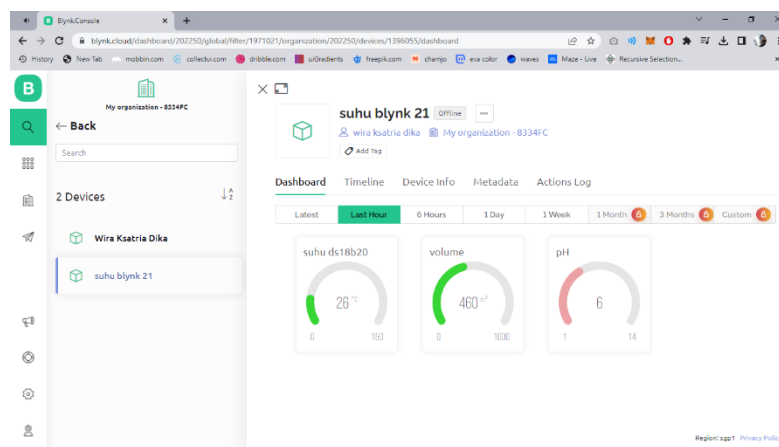 Blynk.Console
blynk.cloud/dashboard/202250/global/filter/1971021/organization/202250/devices/1396055/dashboard
History
New Tab
mobbin.com
collectui.com
dribble.com
uiGradients
freepik.com
chamjo
eva color
waves
Maze - Live
Recursive Selection...
B
My organization - 8334FC
Back
Search
2 Devices
Wira Ksatria Dika
suhu blynk 21
suhu blynk 21 Offline
wira ksatria dika My organization - 8334FC
Add Tag
Dashboard Timeline Device Info Metadata Actions Log
Latest Last Hour 6 Hours 1 Day 1 Week 1 Month 3 Months Custom
suhu ds18b20
26 °C
0 150
volume
460
0 1000
pH
6
1 14
Region: sgp1 Privacy Polic